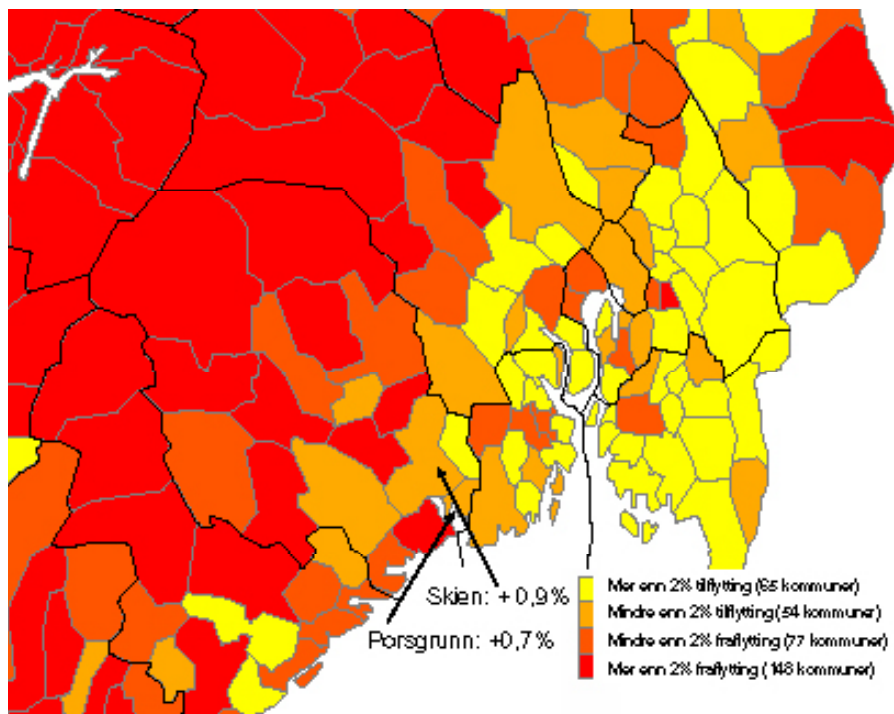 Skien: +0,9%
Porsgrunn: +0,7%
Mer enn 2% tilflytting (65 kommuner)
Mindre enn 2% tilflytting (54 kommuner)
Mindre enn 2% fraflytting (77 kommuner)
Mer enn 2% fraflytting (148 kommuner)